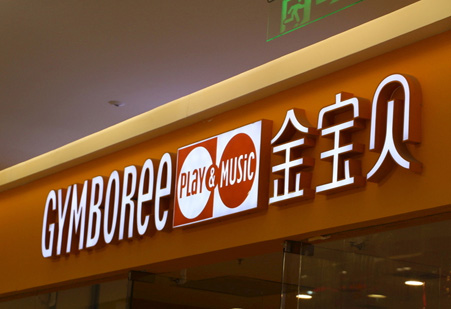 GYMBOREE PLAY & MUSIC 金宝贝